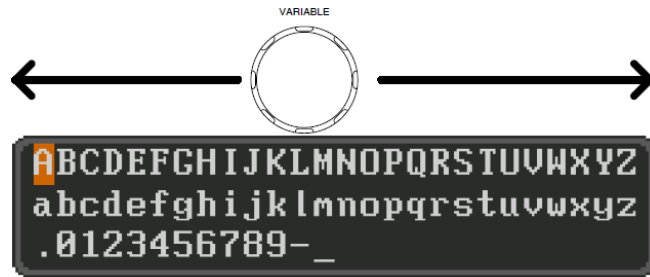 VARIABLE
ABCDEFGHIJKLMNOPQRSTUVWXYZ
abcdefghijklmnopqrstuvwxyz
.0123456789-_